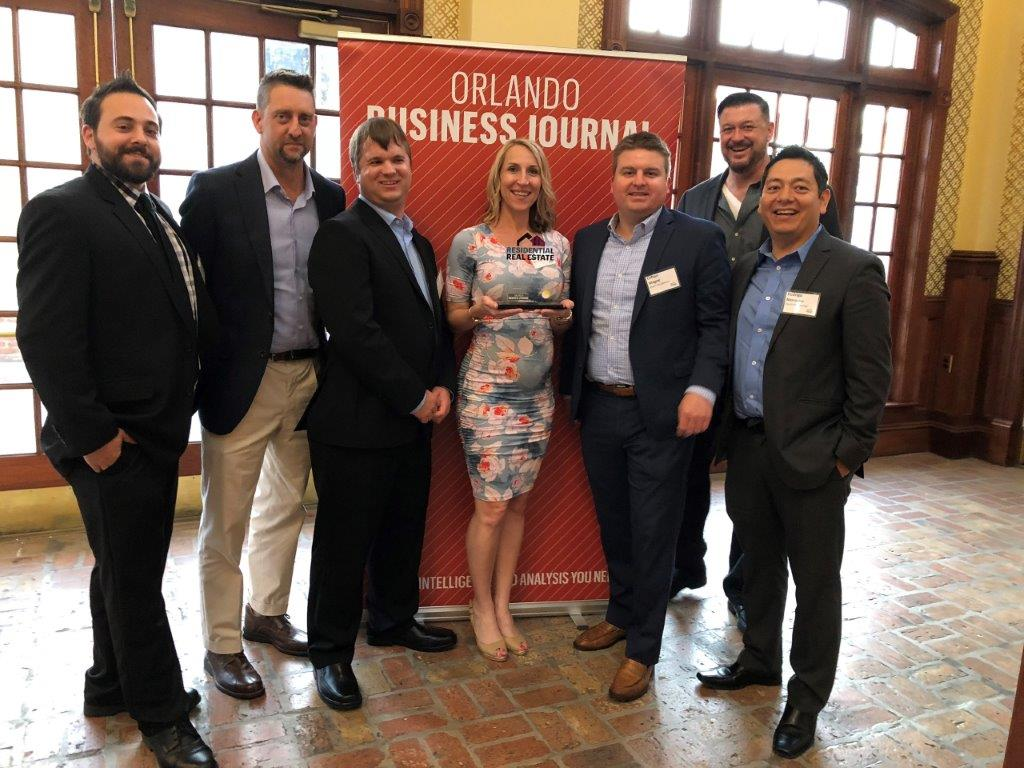 ORLANDO
BUSINESS JOURNAL
RESIDENTIAL
REAL ESTATE
INTELLIGE
D ANALYSIS YOU NE